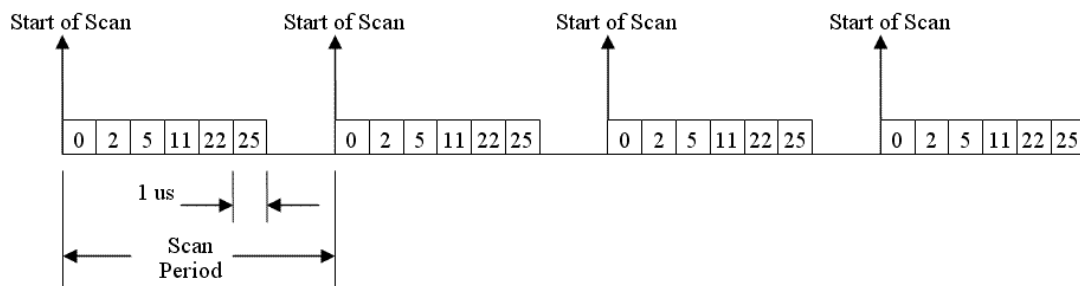 Start of Scan Start of Scan Start of Scan Start of Scan
0 2 5 11 22 25 0 2 5 11 22 25 0 2 5 11 22 25 0 2 5 11 22 25
1 us
Scan
Period